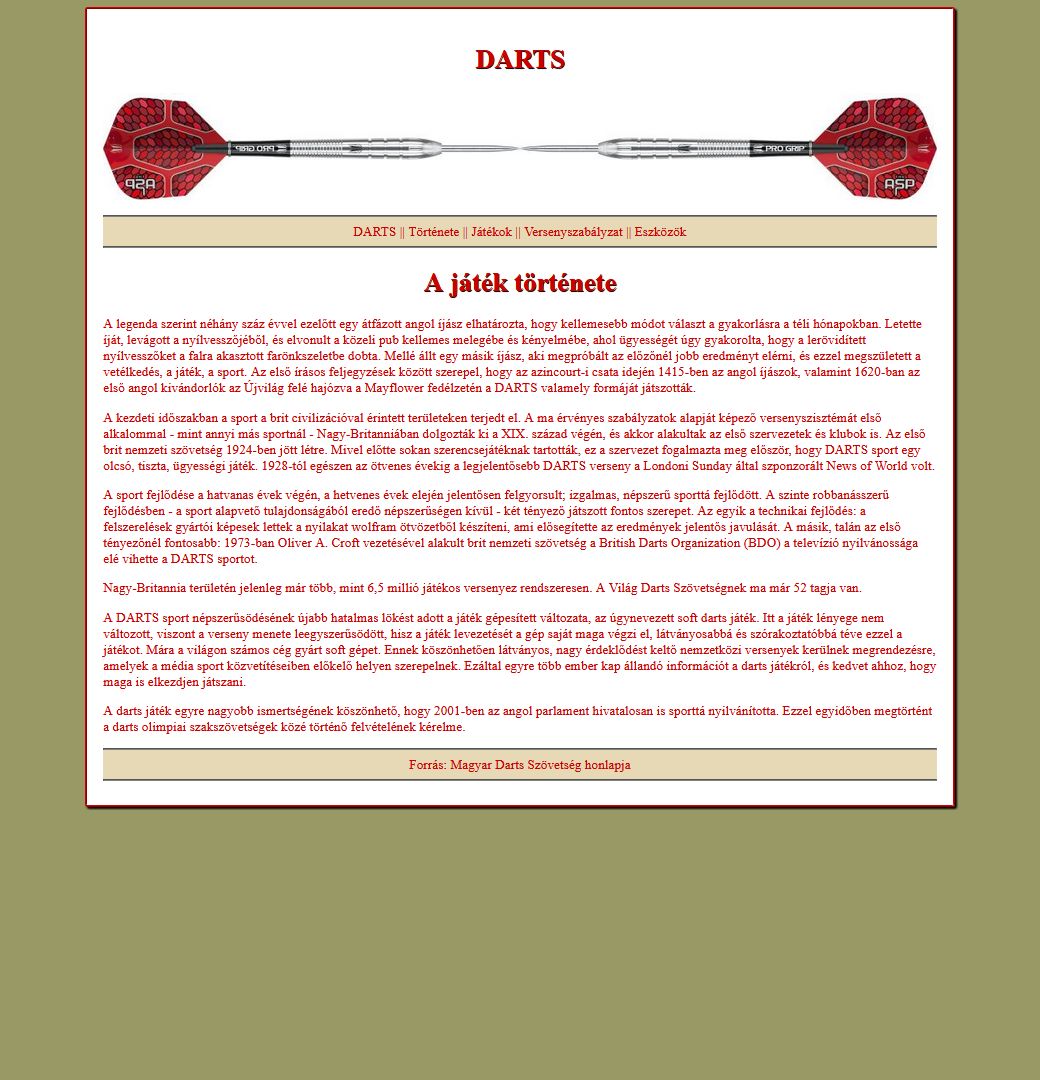 DARTS
PRO GRIP
PRO GRIP
ASP
ASP
DARTS || Története || Játékok || Versenyszabályzat || Eszközök
A játék története
A legenda szerint néhány száz évvel ezelőtt egy átfázott angol íjász elhatározta, hogy kellemesebb módot választ a gyakorlásra a téli hónapokban. Letette
íját, levágott a nyílvesszőjéből, és elvonult a közeli pub kellemes melegébe és kényelmébe, ahol ügyességét úgy gyakorolta, hogy a lerövidített
nyílvesszőket a falra akasztott farönkszeletbe dobta. Mellé állt egy másik íjász, aki megpróbált az előzőnél jobb eredményt elérni, és ezzel megszületett a
vetélkedés, a játék, a sport. Az első írásos feljegyzések között szerepel, hogy az azincourt-i csata idején 1415-ben az angol íjászok, valamint 1620-ban az
első angol kivándorlók az Újvilág felé hajózva a Mayflower fedélzetén a DARTS valamely formáját játszották.
A kezdeti időszakban a sport a brit civilizációval érintett területeken terjedt el. A ma érvényes szabályzatok alapját képező versenyszisztémát első
alkalommal - mint annyi más sportnál - Nagy-Britanniában dolgozták ki a XIX. század végén, és akkor alakultak az első szervezetek és klubok is. Az első
brit nemzeti szövetség 1924-ben jött létre. Mivel előtte sokan szerencsejátéknak tartották, ez a szervezet fogalmazta meg először, hogy DARTS sport egy
olcsó, tiszta, ügyességi játék. 1928-tól egészen az ötvenes évekig a legjelentősebb DARTS verseny a Londoni Sunday által szponzorált News of World volt.
A sport fejlődése a hatvanas évek végén, a hetvenes évek elején jelentősen felgyorsult; izgalmas, népszerű sporttá fejlődött. A szinte robbanásszerű
fejlődésben - a sport alapvető tulajdonságából eredő népszerűségen kívül - két tényező játszott fontos szerepet. Az egyik a technikai fejlődés: a
felszerelések gyártói képesek lettek a nyilakat wolfram ötvözetből készíteni, ami elősegítette az eredmények jelentős javulását. A másik, talán az első
tényezőnél fontosabb: 1973-ban Oliver A. Croft vezetésével alakult brit nemzeti szövetség a British Darts Organization (BDO) a televízió nyilvánossága
elé vihette a DARTS sportot.
Nagy-Britannia területén jelenleg már több, mint 6,5 millió játékos versenyez rendszeresen. A Világ Darts Szövetségnek ma már 52 tagja van.
A DARTS sport népszerűsödésének újabb hatalmas lökést adott a játék gépesített változata, az úgynevezett soft darts játék. Itt a játék lényege nem
változott, viszont a verseny menete leegyszerűsödött, hisz a játék levezetését a gép saját maga végzi el, látványosabbá és szórakoztatóbbá téve ezzel a
játékot. Mára a világon számos cég gyárt soft gépet. Ennek köszönhetően látványos, nagy érdeklődést keltő nemzetközi versenyek kerülnek megrendezésre,
amelyek a média sport közvetítéseiben előkelő helyen szerepelnek. Ezáltal egyre több ember kap állandó információt a darts játékról, és kedvet ahhoz, hogy
maga is elkezdjen játszani.
A darts játék egyre nagyobb ismertségének köszönhető, hogy 2001-ben az angol parlament hivatalosan is sporttá nyilvánította. Ezzel egyidőben megtörtént
a darts olimpiai szakszövetségek közé történő felvételének kérelme.
Forrás: Magyar Darts Szövetség honlapja